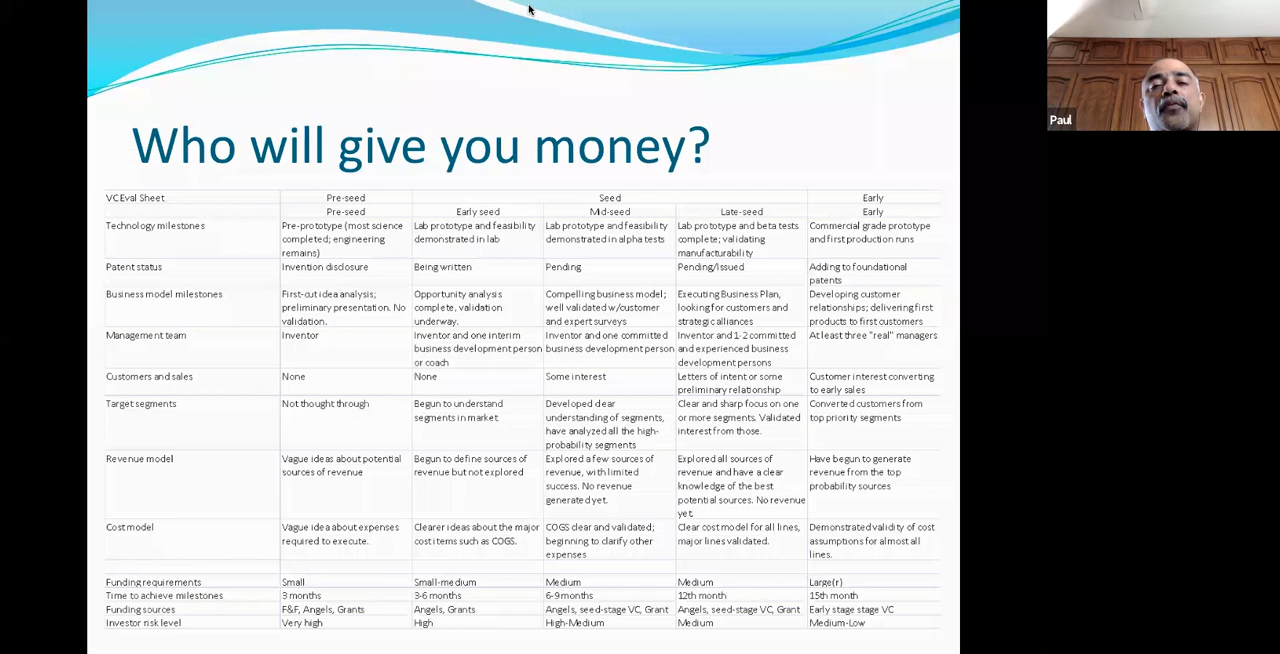 Who will give you money?
VCEval Sheet Pre-seed Seed Early
Pre-seed Early seed Mid-seed Late-seed Early
Technology milestones Pre-prototype (most science Lab prototype and feasibility Lab prototype and feasibility Lab prototype and beta tests Commercial grade prototype
completed; engineering demonstrated in lab demonstrated in alpha tests complete; validating and first production runs
remains) manufacturability
Patent status Invention disclosure Being written Pending Pending/Issued Adding to foundational
patents
Business model milestones First-cut idea analysis; Opportunity analysis Compelling business model; Executing Business Plan, Developing customer
preliminary presentation. No complete, validation well validated w/customer looking for customers and relationships; delivering first
validation. underway. and expert surveys strategic alliances products to first customers
Management team Inventor Inventor and one interim Inventor and one committed Inventor and 1-2 committed At least three "real" managers
business development person business development person and experienced business
or coach development persons
Customers and sales None None Some interest Letters of intent or some Customer interest converting
preliminary relationship to early sales
Target segments Not thought through Begun to understand Developed clear Clear and sharp focus on one Converted customers from
segments in market understanding of segments, or more segments. Validated top priority segments
have analyzed all the high- interest from those.
probability segments
Revenue model Vague ideas about potential Begun to define sources of Explored a few sources of Explored all sources of Have begun to generate
sources of revenue revenue but not explored revenue, with limited revenue and have a clear revenue from the top
success. No revenue knowledge of the best probability sources
generated yet. potential sources. No revenue
yet.
Cost model Vague idea about expenses Clearer ideas about the major COGS clear and validated; Clear cost model for all lines, Demonstrated validity of cost
required to execute. cost items such as COGS. beginning to clarify other major lines validated. assumptions for almost all
expenses lines.
Funding requirements Small Small-medium Medium Medium Large(r)
Time to achieve milestones 3 months 3-6 months 6-9 months 12th month 15th month
Funding sources F&F, Angels, Grants Angels, Grants Angels, seed-stage VC, Grant Angels, seed-stage VC, Grant Early stage stage VC
Investor risk level Very high High High-Medium Medium Medium-Low
Paul